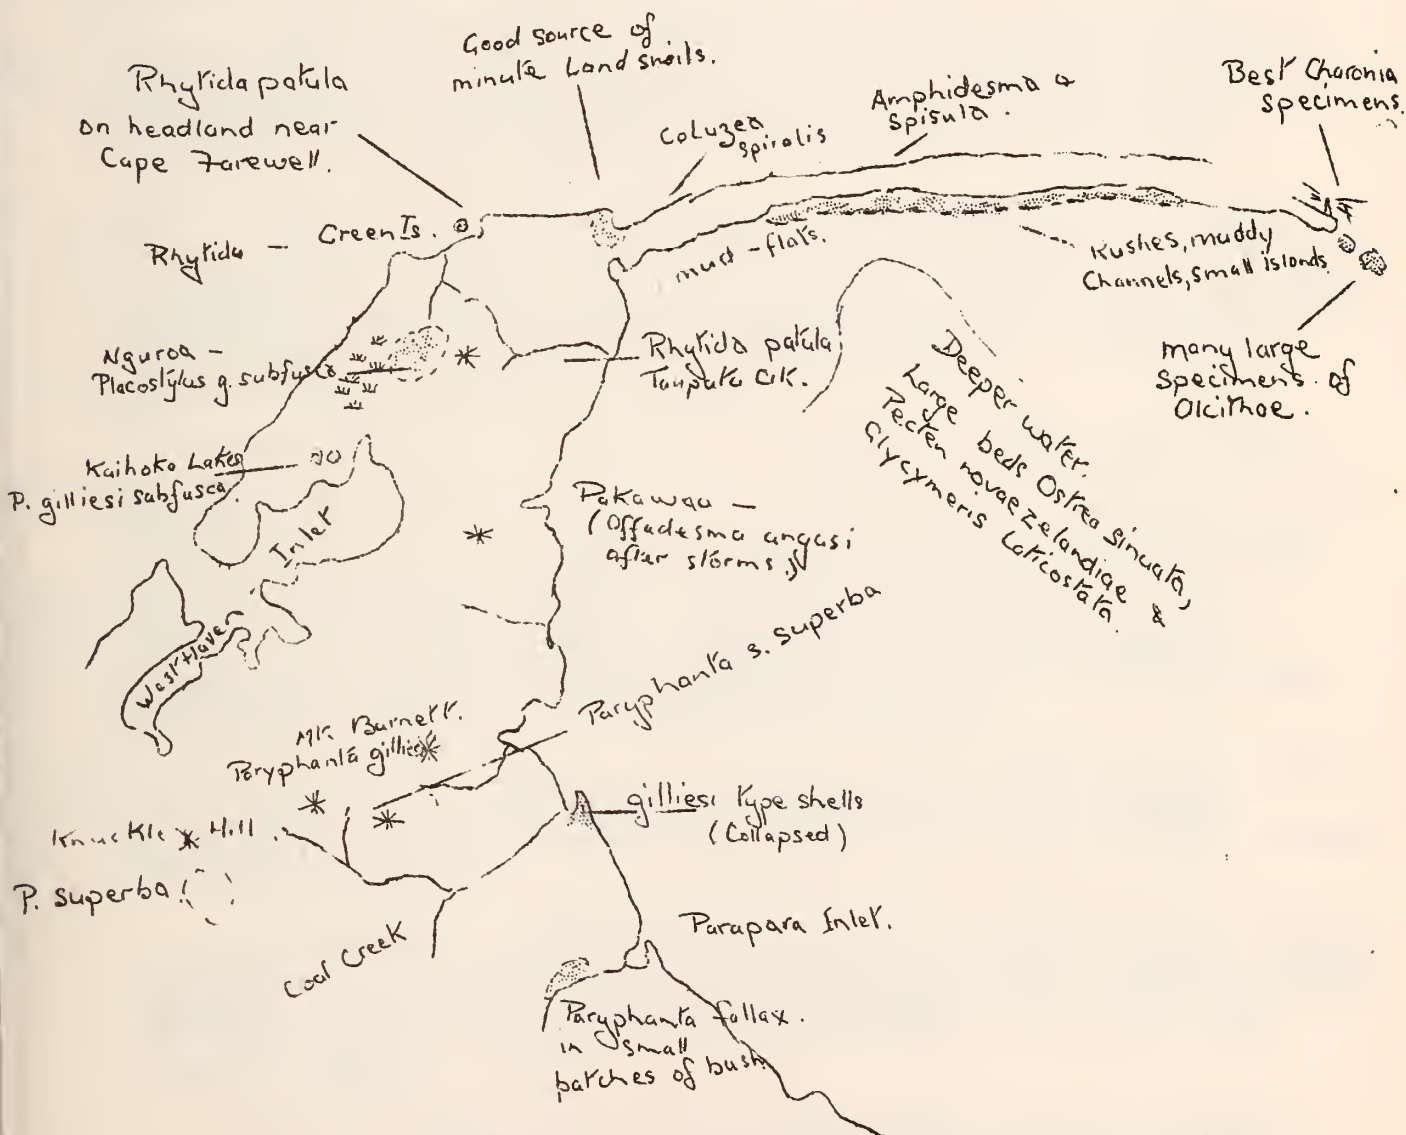 Good source of
minute Land snails.
Rhytida patula
on headland near
Cape Farewell.
Coluzea
spiralis
Amphidesma &
Spisula.
Best Charonia
Specimens.
Rhytida — Green Is.
mud-flats.
Rushes, muddy
Channels, small islands.
Nguroa —
Placostylus g. subfusca
Rhytida patula
Taupata Ck.
many large
specimens of
Alcithoe.
Deeper water.
Large beds Ostrea sinuata,
Pecten novaezelandiae &
Glycymeris laticostata.
Kaihoka Lakes
P. gilliesi subfusca.
Inlet
West Haven
Pakawau —
(Offadesma angasi
after storms.)
Paryphanta s. superba
Mt. Burnett.
Paryphanta gilliesi
gilliesi type shells
(Collapsed)
Knuckle Hill.
P. superba
Coal Creek
Parapara Inlet.
Paryphanta fallax.
in small
patches of bush